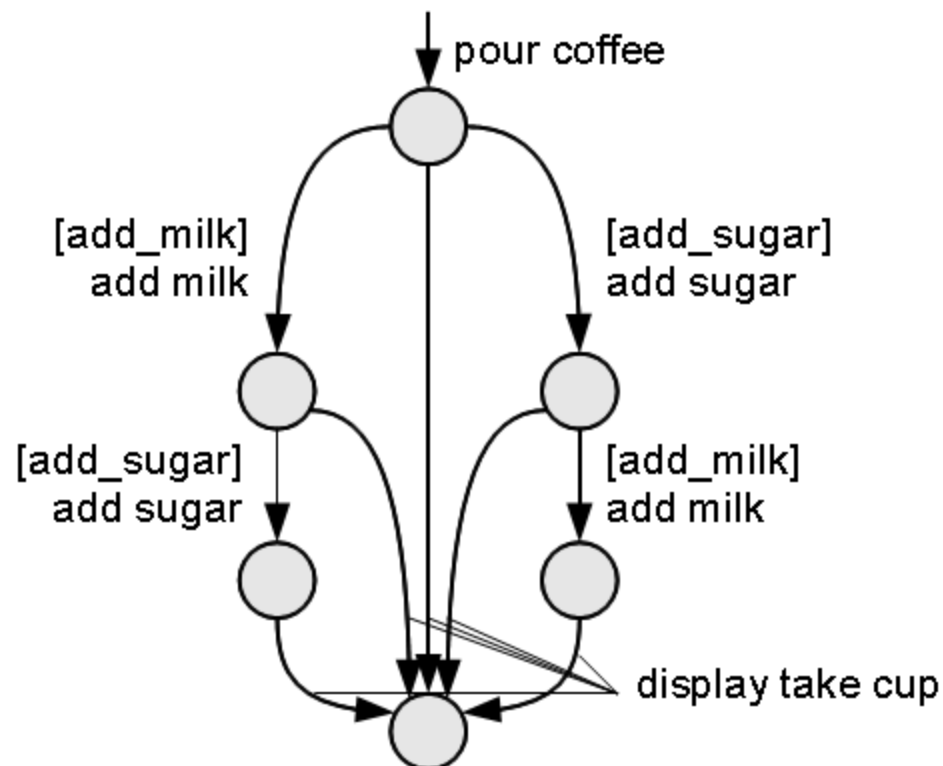 pour coffee
[add_milk]
add milk
[add_sugar]
add sugar
[add_sugar]
add sugar
[add_milk]
add milk
display take cup